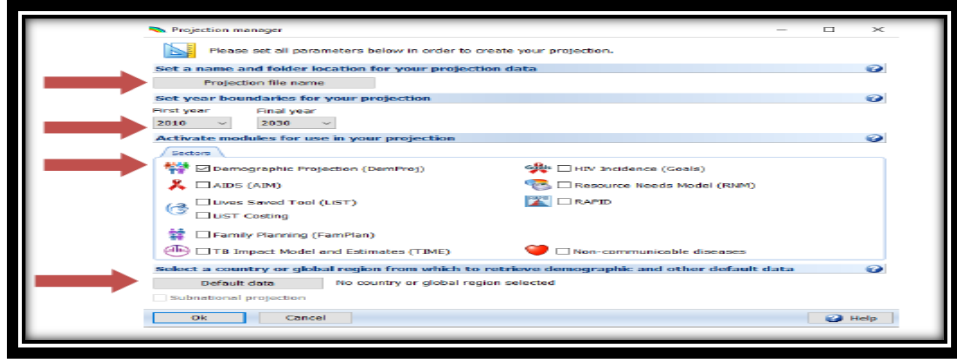 Projection manager
Please set all parameters below in order to create your projection.
Set a name and folder location for your projection data
Projection file name
Set year boundaries for your projection
First year Final year
2010 2030
Activate modules for use in your projection
Sectors
Demographic Projection (DemProj) HIV Incidence (Goals)
AIDS (AIM) Resource Needs Model (RNM)
Lives Saved Tool (LiST) RAPID
LiST Costing
Family Planning (FamPlan)
TB Impact Model and Estimates (TIME) Non-communicable diseases
Select a country or global region from which to retrieve demographic and other default data
Default data No country or global region selected
Subnational projection
Ok Cancel Help